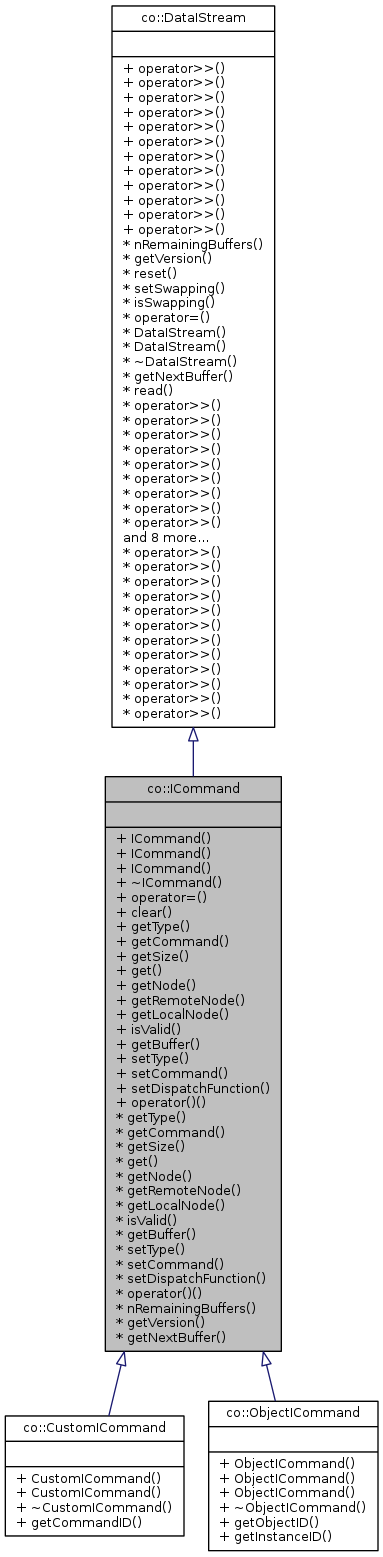 co::DataIStream
+ operator>>()
+ operator>>()
+ operator>>()
+ operator>>()
+ operator>>()
+ operator>>()
+ operator>>()
+ operator>>()
+ operator>>()
+ operator>>()
+ operator>>()
+ operator>>()
* nRemainingBuffers()
* getVersion()
* reset()
* setSwapping()
* isSwapping()
* operator=()
* DataIStream()
* DataIStream()
* ~DataIStream()
* getNextBuffer()
* read()
* operator>>()
* operator>>()
* operator>>()
* operator>>()
* operator>>()
* operator>>()
* operator>>()
* operator>>()
* operator>>()
and 8 more...
* operator>>()
* operator>>()
* operator>>()
* operator>>()
* operator>>()
* operator>>()
* operator>>()
* operator>>()
* operator>>()
* operator>>()
* operator>>()
* operator>>()
co::ICommand
+ ICommand()
+ ICommand()
+ ICommand()
+ ~ICommand()
+ operator=()
+ clear()
+ getType()
+ getCommand()
+ getSize()
+ get()
+ getNode()
+ getRemoteNode()
+ getLocalNode()
+ isValid()
+ getBuffer()
+ setType()
+ setCommand()
+ setDispatchFunction()
+ operator()()
* getType()
* getCommand()
* getSize()
* get()
* getNode()
* getRemoteNode()
* getLocalNode()
* isValid()
* getBuffer()
* setType()
* setCommand()
* setDispatchFunction()
* operator()()
* nRemainingBuffers()
* getVersion()
* getNextBuffer()
co::CustomICommand
+ CustomICommand()
+ CustomICommand()
+ ~CustomICommand()
+ getCommandID()
co::ObjectICommand
+ ObjectICommand()
+ ObjectICommand()
+ ObjectICommand()
+ ~ObjectICommand()
+ getObjectID()
+ getInstanceID()